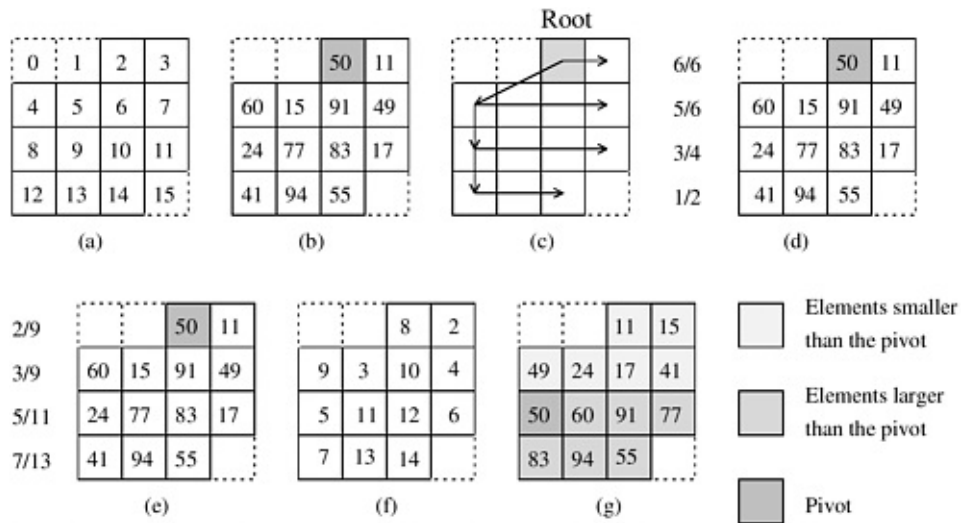 Root
0 1 2 3
4 5 6 7
8 9 10 11
12 13 14 15
(a)
50 11
60 15 91 49
24 77 83 17
41 94 55
(b)
(c)
6/6
5/6
3/4
1/2
50 11
60 15 91 49
24 77 83 17
41 94 55
(d)
2/9
3/9
5/11
7/13
50 11
60 15 91 49
24 77 83 17
41 94 55
(e)
8 2
9 3 10 4
5 11 12 6
7 13 14
(f)
11 15
49 24 17 41
50 60 91 77
83 94 55
(g)
Elements smaller
than the pivot
Elements larger
than the pivot
Pivot